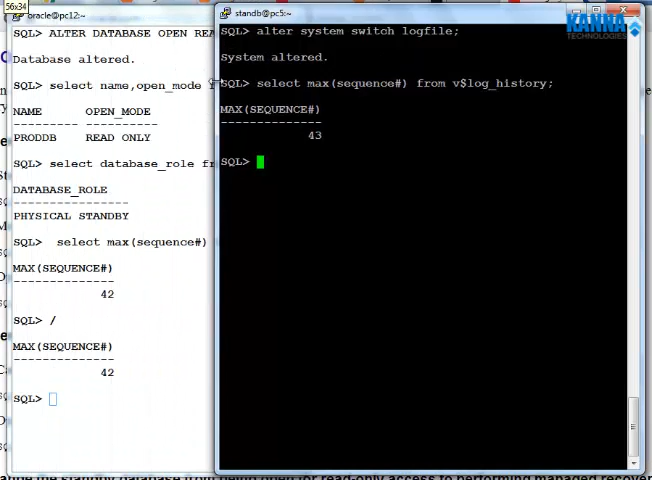 56x34
oracle@pc12:~
SQL> ALTER DATABASE OPEN REA
Database altered.
SQL> select name,open_mode f
NAME OPEN_MODE
PRODDB READ ONLY
SQL> select database_role fr
DATABASE_ROLE
PHYSICAL STANDBY
SQL> select max(sequence#)
MAX(SEQUENCE#)
42
SQL> /
MAX(SEQUENCE#)
42
SQL>
standb@pc5:~
SQL> alter system switch logfile;
System altered.
SQL> select max(sequence#) from v$log_history;
MAX(SEQUENCE#)
43
SQL>
KANNA
TECHNOLOGIES